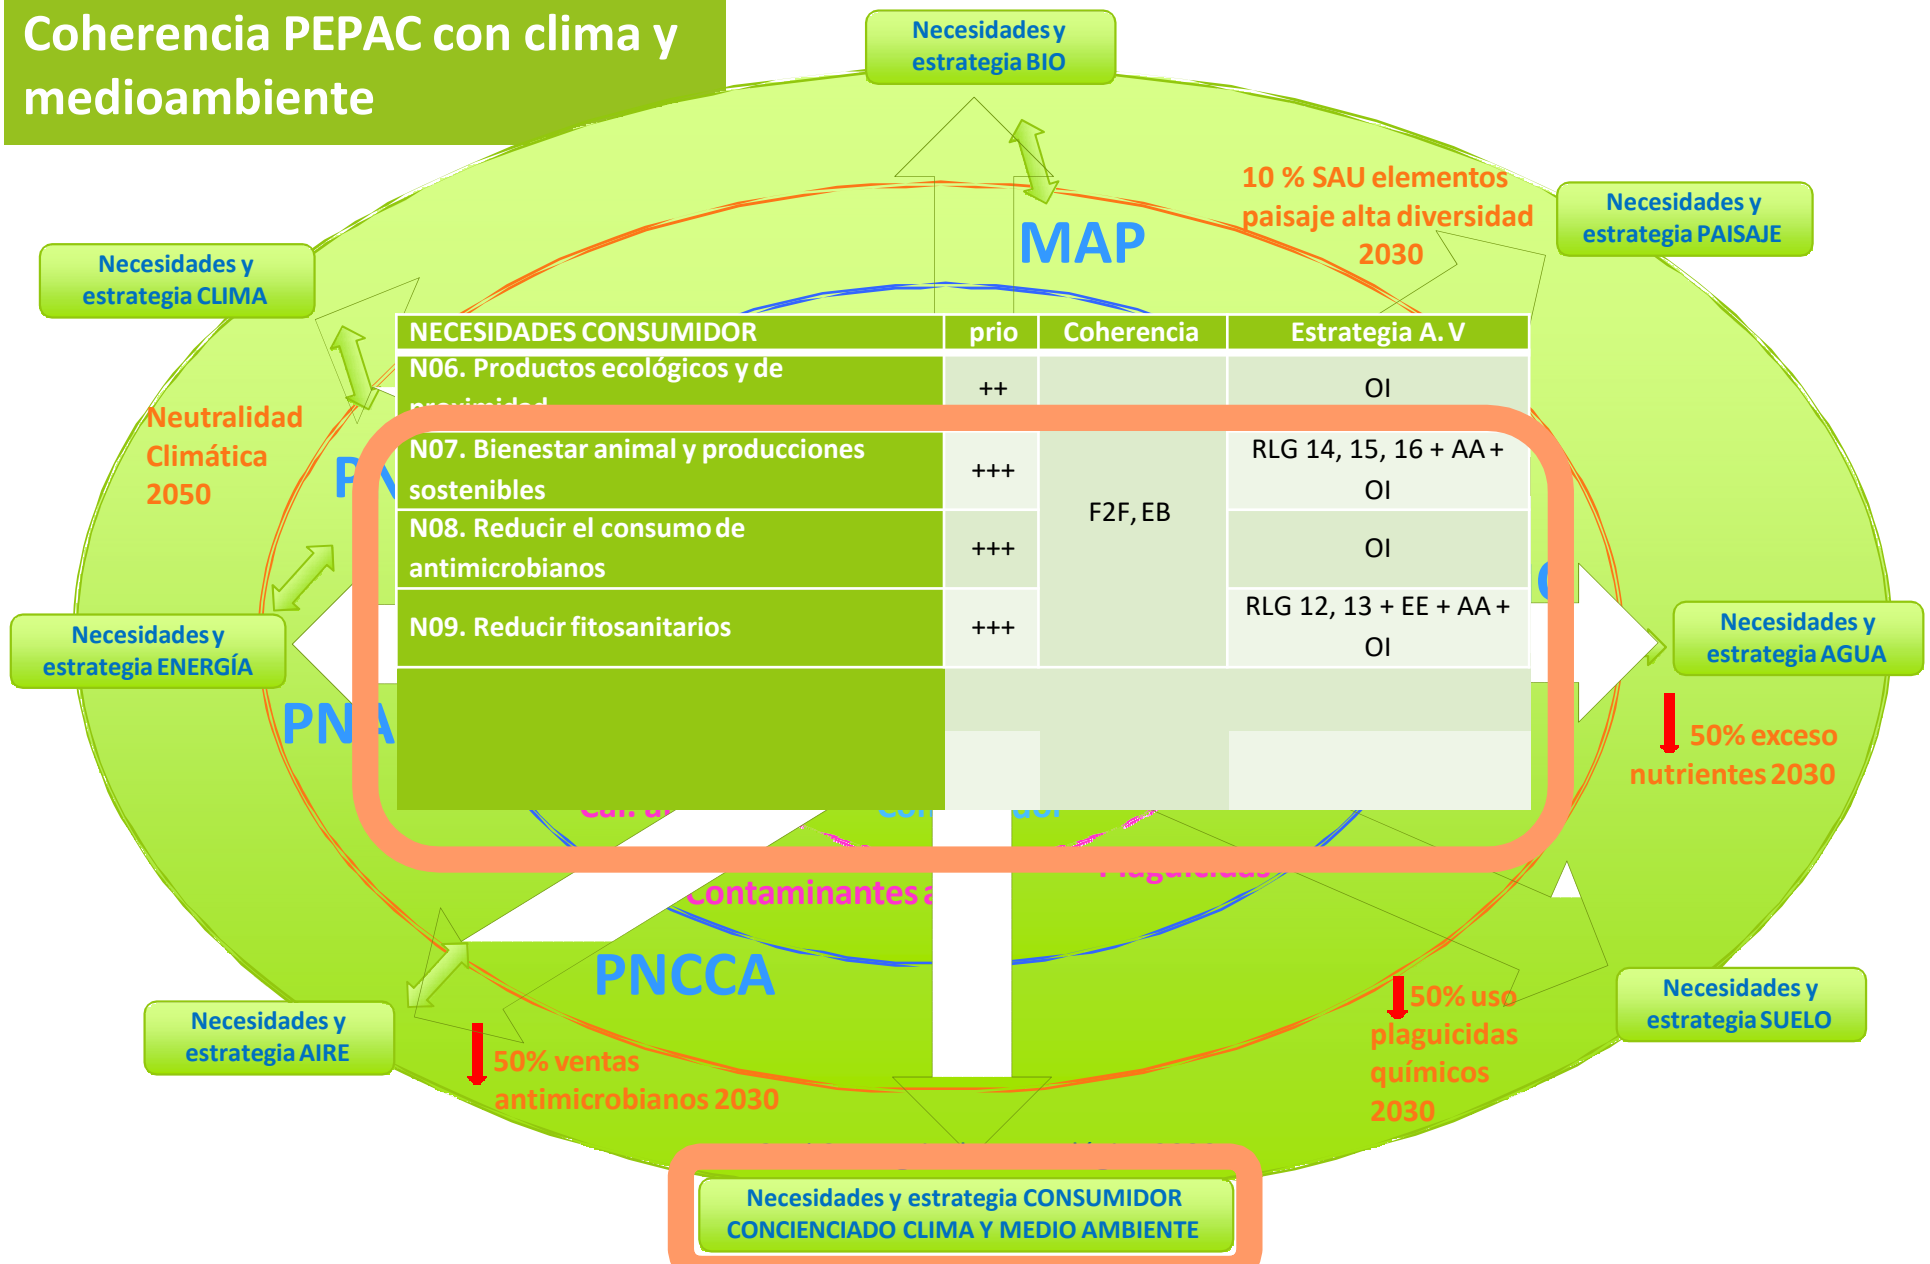 Coherencia PEPAC con clima y
medioambiente
Necesidades y
estrategia BIO
10 % SAU elementos
paisaje alta diversidad
2030
Necesidades y
estrategia PAISAJE
MAP
Necesidades y
estrategia CLIMA
Neutralidad
Climática
2050
NECESIDADES CONSUMIDOR prio Coherencia Estrategia A. V
N06. Productos ecológicos y de
proximidad
++ OI
N07. Bienestar animal y producciones
sostenibles
+++
RLG 14, 15, 16 + AA +
OI
F2F, EB
N08. Reducir el consumo de
antimicrobianos
+++ OI
N09. Reducir fitosanitarios
+++
RLG 12, 13 + EE + AA +
OI
Necesidades y
estrategia ENERGÍA
Necesidades y
estrategia AGUA
50% exceso
nutrientes 2030
Contaminantes
PNCCA
Necesidades y
estrategia AIRE
50% ventas
antimicrobianos 2030
50% uso
plaguicidas
químicos
2030
Necesidades y
estrategia SUELO
Necesidades y estrategia CONSUMIDOR
CONCIENCIADO CLIMA Y MEDIO AMBIENTE